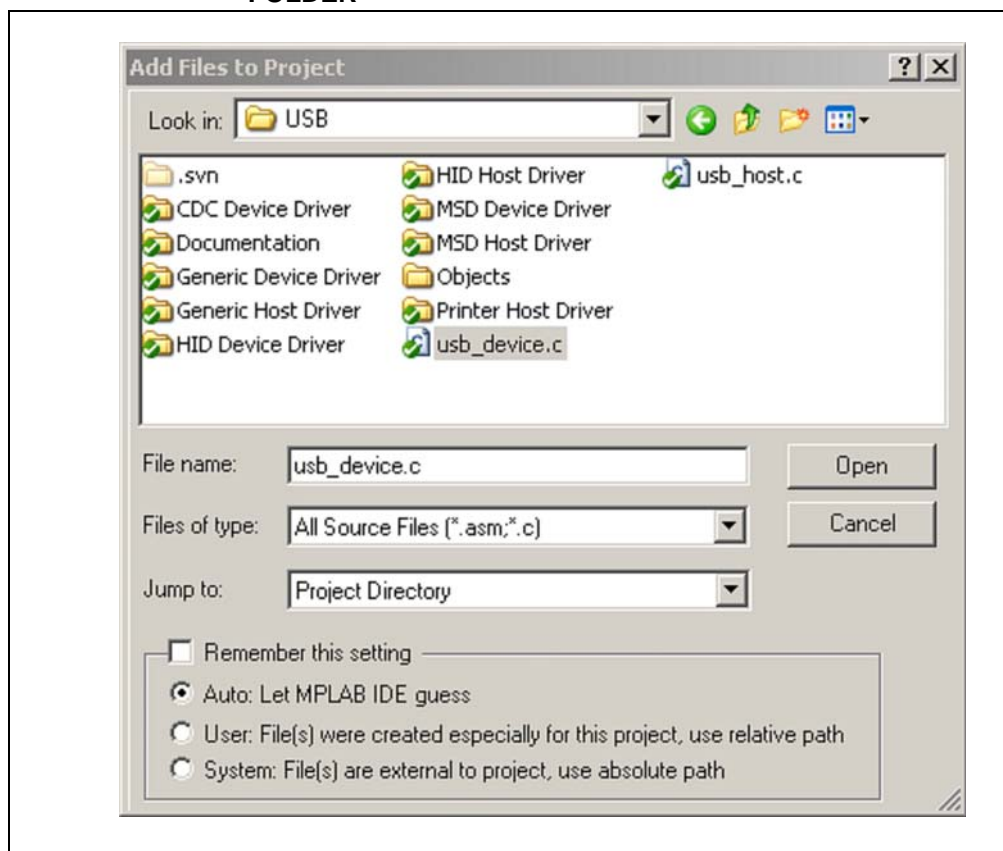 FOLDER
Add Files to Project
Look in: USB
.svn
CDC Device Driver
Documentation
Generic Device Driver
Generic Host Driver
HID Device Driver
HID Host Driver
MSD Device Driver
MSD Host Driver
Objects
Printer Host Driver
usb_device.c
usb_host.c
File name: usb_device.c Open
Files of type: All Source Files (*.asm;*.c) Cancel
Jump to: Project Directory
Remember this setting
Auto: Let MPLAB IDE guess
User: File(s) were created especially for this project, use relative path
System: File(s) are external to project, use absolute path